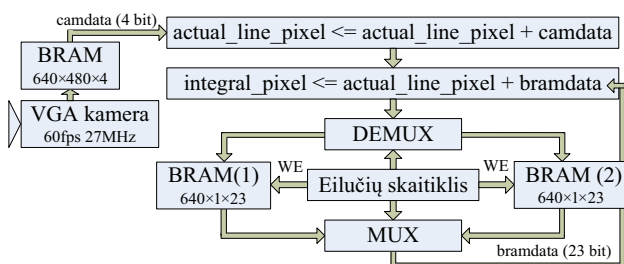 camdata (4 bit)
actual_line_pixel <= actual_line_pixel + camdata
BRAM
640×480×4
integral_pixel <= actual_line_pixel + bramdata
VGA kamera
60fps 27MHz
DEMUX
BRAM(1)
640×1×23
WE
Eilučių skaitiklis
WE
BRAM (2)
640×1×23
MUX
bramdata (23 bit)